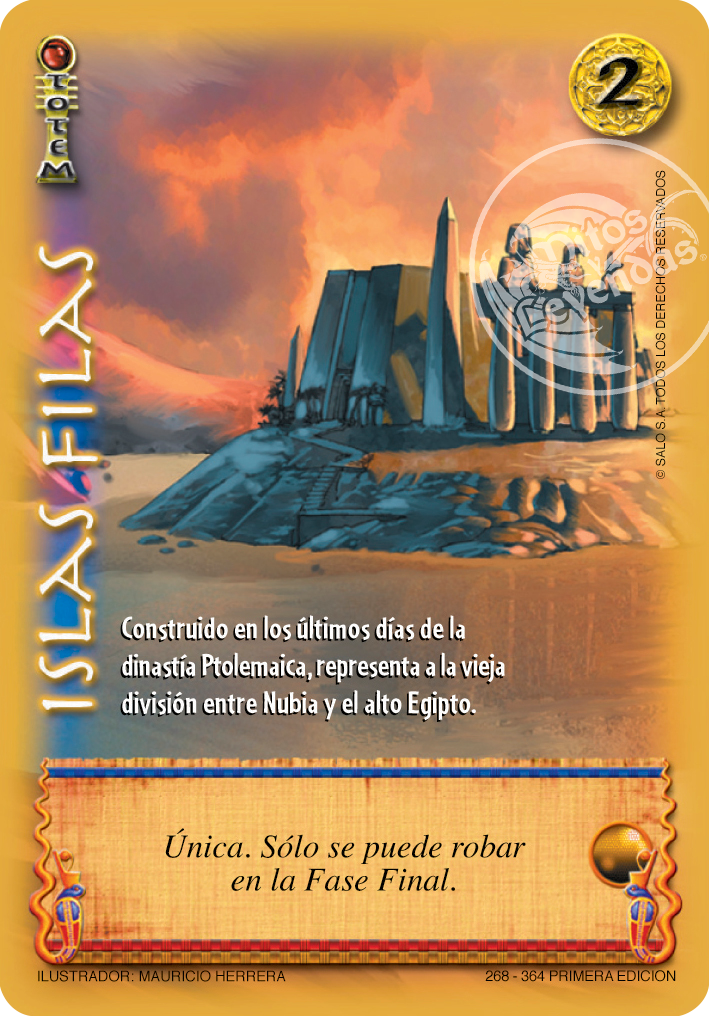 TOTEM
2
ISLAS FILAS
mitos
y
Leyendas
© SALO S.A. TODOS LOS DERECHOS RESERVADOS
Construido en los últimos días de la
dinastía Ptolemaica, representa a la vieja
división entre Nubia y el alto Egipto.
Única. Sólo se puede robar
en la Fase Final.
ILUSTRADOR: MAURICIO HERRERA
268 - 364 PRIMERA EDICION